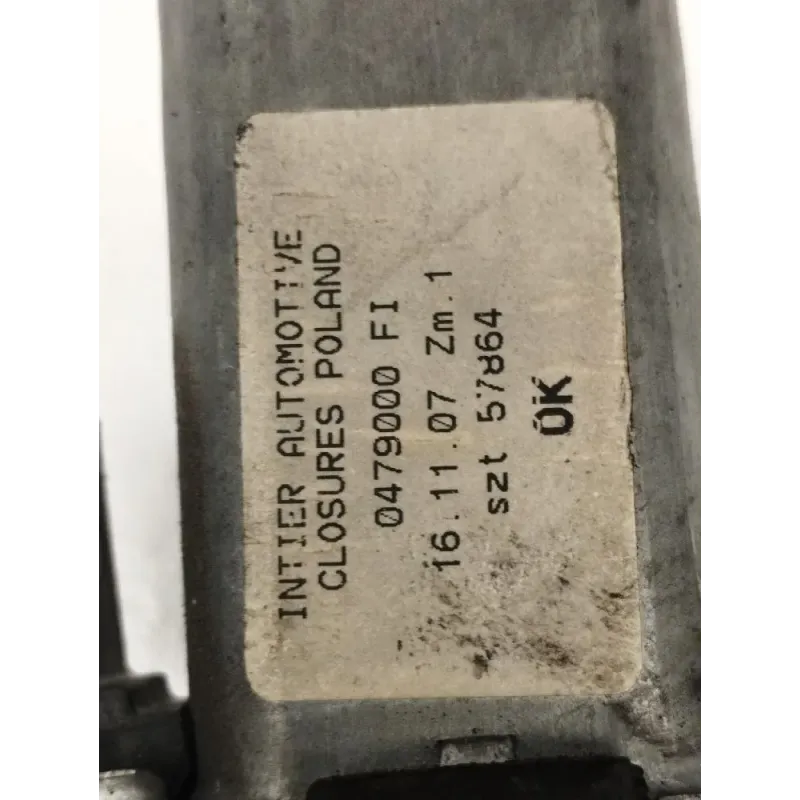 INTIER AUTOMOTIVE
CLOSURES POLAND
0479000 FI
16.11.07 Zm.1
szt 57864
OK